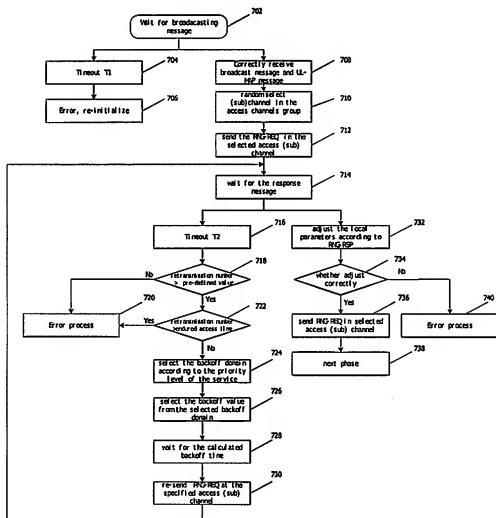 Wait for broadacasting
message
702
Timeout T1
704
Error, re-initialize
706
Correctly receive
broadcast message and UL-
MAP message
708
random select
(sub)channel in the
access channels group
710
send the RNG-REQ in the
selected access (sub)
channel
712
wait for the response
message
714
Timeout T2
716
adjust the local
parameters according to
RNG-RSP
732
retransmission number
> pre-defined value
718
No
Yes
whether adjust
correctly
734
No
Yes
720
Error process
retransmission number
>endured access time
722
Yes
No
send RNG-REQ in selected
access (sub) channel
736
Error process
740
next phase
738
select the backoff domain
according to the priority
level of the service
724
select the backoff value
from the selected backoff
domain
726
wait for the calculated
backoff time
728
re-send RNG-REQ at the
specified access (sub)
channel
730